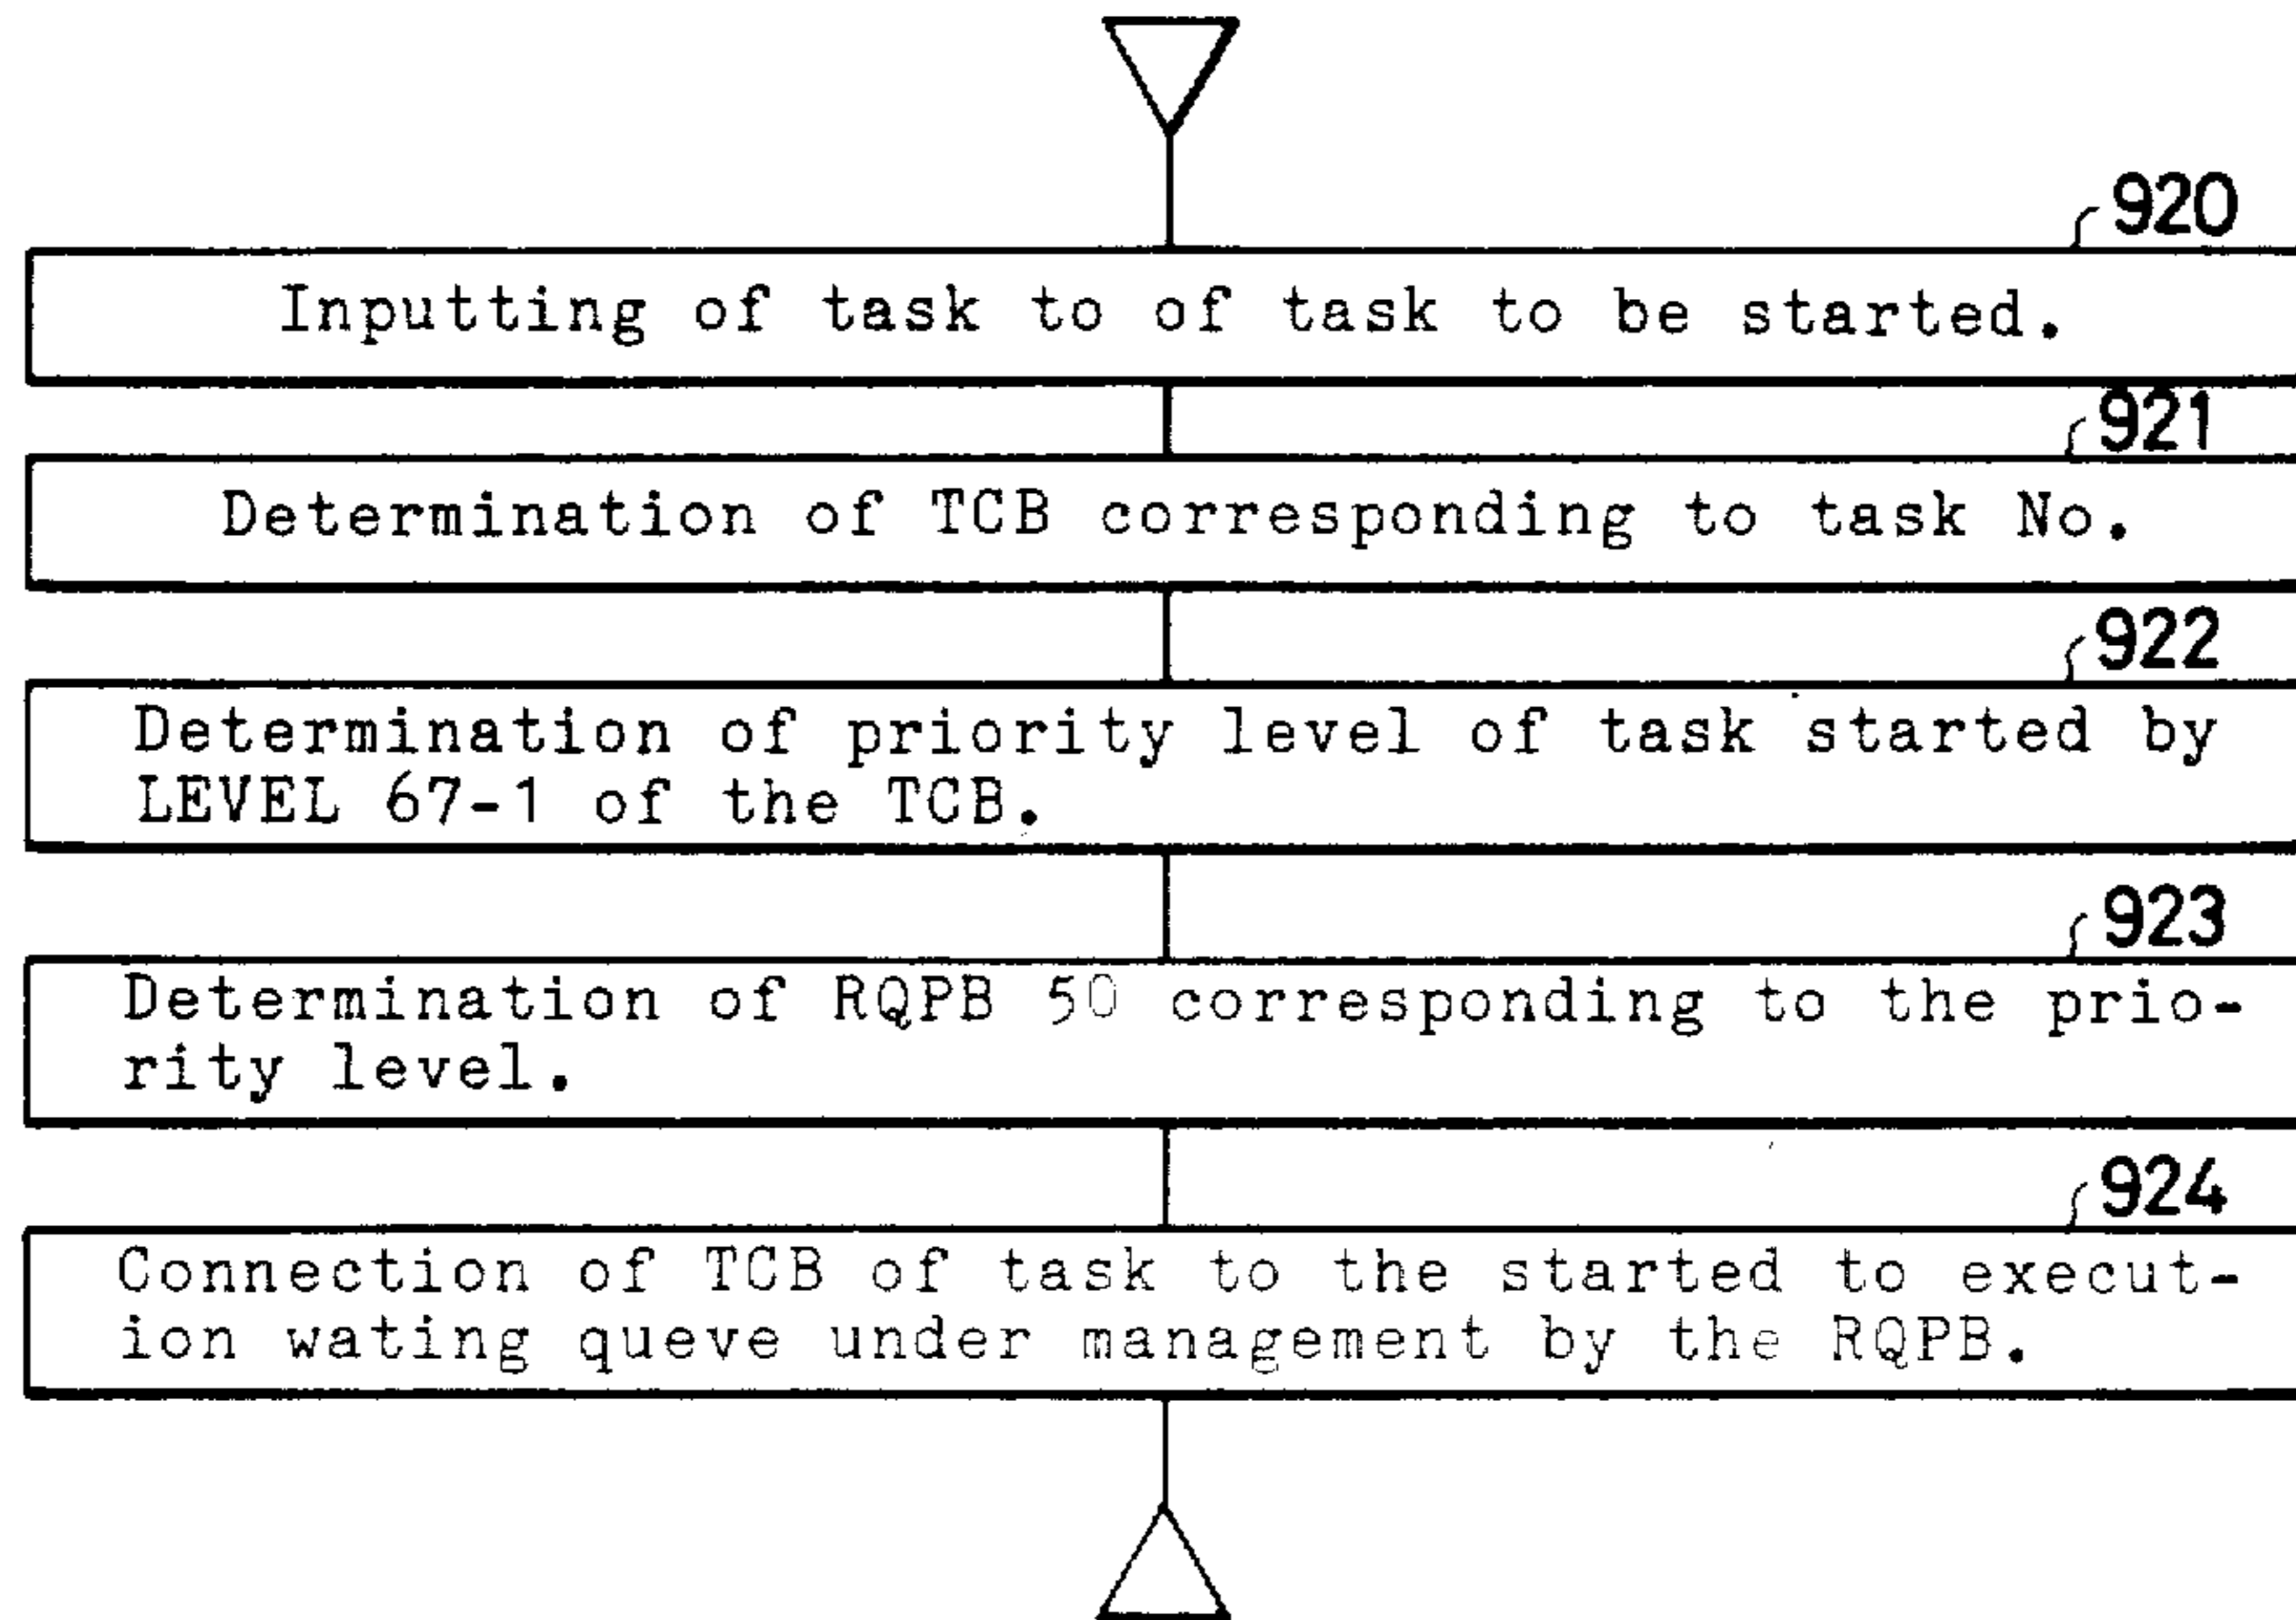 920
Inputting of task to of task to be started.
921
Determination of TCB corresponding to task No.
922
Determination of priority level of task started by
LEVEL 67-1 of the TCB.
923
Determination of RQPB 50 corresponding to the prio-
rity level.
924
Connection of TCB of task to the started to execut-
ion wating queve under management by the RQPB.